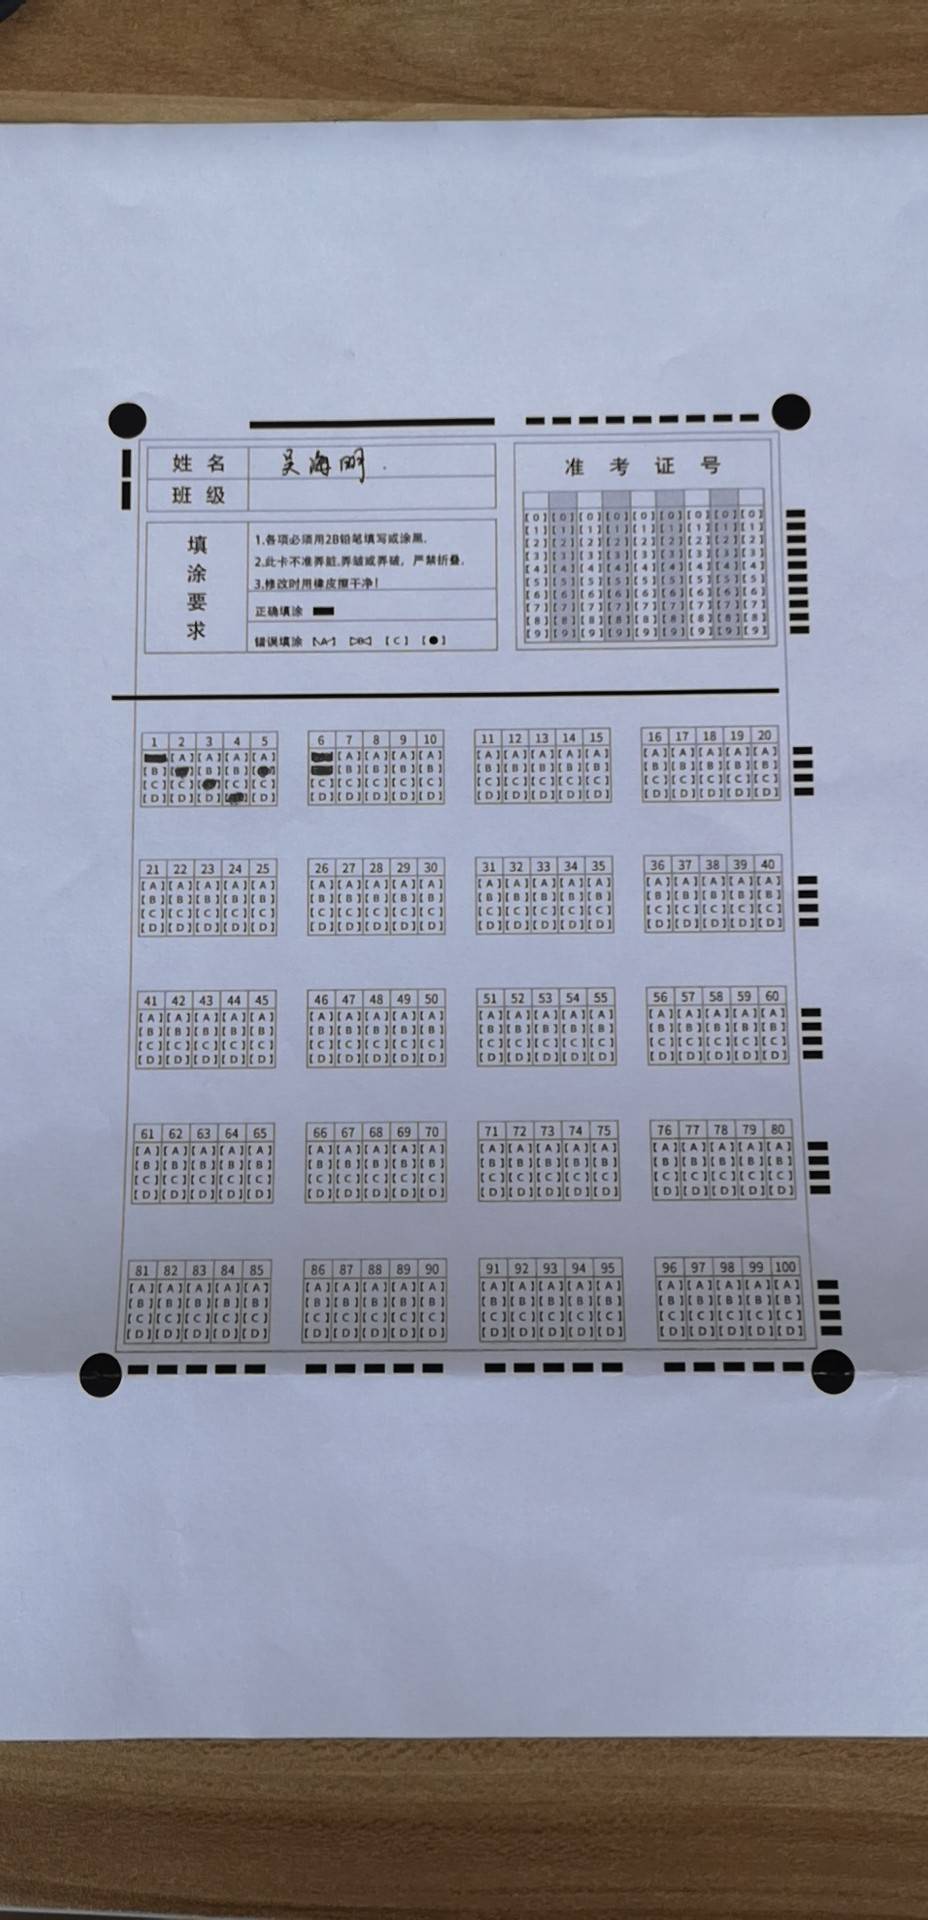 姓 名 吴海明.
班 级
准 考 证 号
[0] [0] [0] [0] [0] [0] [0] [0] [0]
[1] [1] [1] [1] [1] [1] [1] [1] [1]
[2] [2] [2] [2] [2] [2] [2] [2] [2]
[3] [3] [3] [3] [3] [3] [3] [3] [3]
[4] [4] [4] [4] [4] [4] [4] [4] [4]
[5] [5] [5] [5] [5] [5] [5] [5] [5]
[6] [6] [6] [6] [6] [6] [6] [6] [6]
[7] [7] [7] [7] [7] [7] [7] [7] [7]
[8] [8] [8] [8] [8] [8] [8] [8] [8]
[9] [9] [9] [9] [9] [9] [9] [9] [9]
填涂要求
1.各项必须用2B铅笔填写或涂黑.
2.此卡不准弄脏.弄皱或弄破, 严禁折叠.
3.修改时用橡皮擦干净!
正确填涂
错误填涂 [A] [B] [C] [●]
1 2 3 4 5 6 7 8 9 10 11 12 13 14 15 16 17 18 19 20
[A] [A] [A] [A] [A] [A] [A] [A] [A] [A] [A] [A] [A] [A] [A] [A] [A] [A]
[B] [B] [B] [B] [B] [B] [B] [B] [B] [B] [B] [B] [B] [B] [B] [B] [B]
[C] [C] [C] [C] [C] [C] [C] [C] [C] [C] [C] [C] [C] [C] [C] [C] [C] [C] [C]
[D] [D] [D] [D] [D] [D] [D] [D] [D] [D] [D] [D] [D] [D] [D] [D] [D] [D] [D]
21 22 23 24 25 26 27 28 29 30 31 32 33 34 35 36 37 38 39 40
[A] [A] [A] [A] [A] [A] [A] [A] [A] [A] [A] [A] [A] [A] [A] [A] [A] [A] [A] [A]
[B] [B] [B] [B] [B] [B] [B] [B] [B] [B] [B] [B] [B] [B] [B] [B] [B] [B] [B] [B]
[C] [C] [C] [C] [C] [C] [C] [C] [C] [C] [C] [C] [C] [C] [C] [C] [C] [C] [C] [C]
[D] [D] [D] [D] [D] [D] [D] [D] [D] [D] [D] [D] [D] [D] [D] [D] [D] [D] [D] [D]
41 42 43 44 45 46 47 48 49 50 51 52 53 54 55 56 57 58 59 60
[A] [A] [A] [A] [A] [A] [A] [A] [A] [A] [A] [A] [A] [A] [A] [A] [A] [A] [A] [A]
[B] [B] [B] [B] [B] [B] [B] [B] [B] [B] [B] [B] [B] [B] [B] [B] [B] [B] [B] [B]
[C] [C] [C] [C] [C] [C] [C] [C] [C] [C] [C] [C] [C] [C] [C] [C] [C] [C] [C] [C]
[D] [D] [D] [D] [D] [D] [D] [D] [D] [D] [D] [D] [D] [D] [D] [D] [D] [D] [D] [D]
61 62 63 64 65 66 67 68 69 70 71 72 73 74 75 76 77 78 79 80
[A] [A] [A] [A] [A] [A] [A] [A] [A] [A] [A] [A] [A] [A] [A] [A] [A] [A] [A] [A]
[B] [B] [B] [B] [B] [B] [B] [B] [B] [B] [B] [B] [B] [B] [B] [B] [B] [B] [B] [B]
[C] [C] [C] [C] [C] [C] [C] [C] [C] [C] [C] [C] [C] [C] [C] [C] [C] [C] [C] [C]
[D] [D] [D] [D] [D] [D] [D] [D] [D] [D] [D] [D] [D] [D] [D] [D] [D] [D] [D] [D]
81 82 83 84 85 86 87 88 89 90 91 92 93 94 95 96 97 98 99 100
[A] [A] [A] [A] [A] [A] [A] [A] [A] [A] [A] [A] [A] [A] [A] [A] [A] [A] [A] [A]
[B] [B] [B] [B] [B] [B] [B] [B] [B] [B] [B] [B] [B] [B] [B] [B] [B] [B] [B] [B]
[C] [C] [C] [C] [C] [C] [C] [C] [C] [C] [C] [C] [C] [C] [C] [C] [C] [C] [C] [C]
[D] [D] [D] [D] [D] [D] [D] [D] [D] [D] [D] [D] [D] [D] [D] [D] [D] [D] [D] [D]